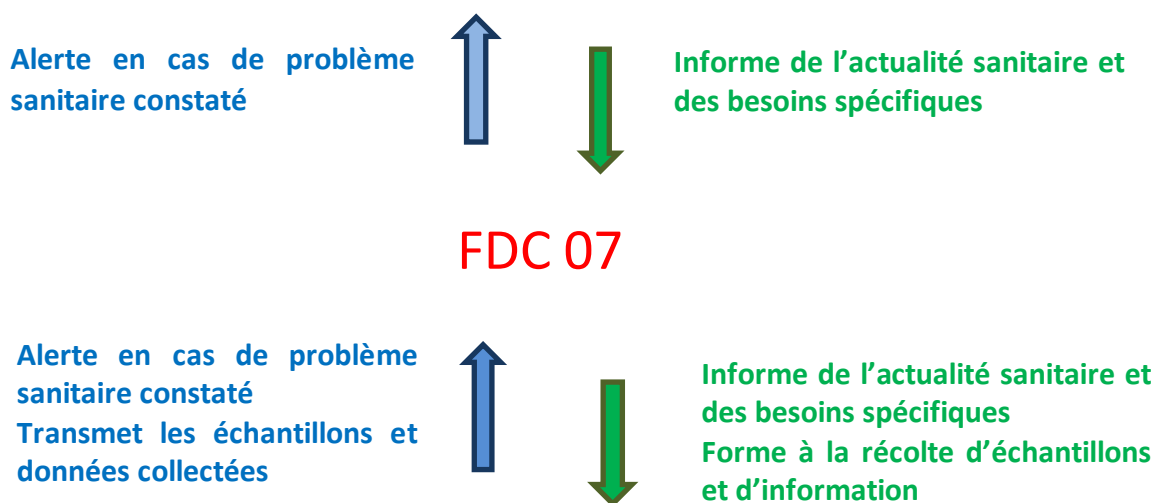 Alerte en cas de problème
sanitaire constaté
Informe de l'actualité sanitaire et
des besoins spécifiques
FDC 07
Alerte en cas de problème
sanitaire constaté
Transmet les échantillons et
données collectées
Informe de l'actualité sanitaire et
des besoins spécifiques
Forme à la récolte d'échantillons
et d'information